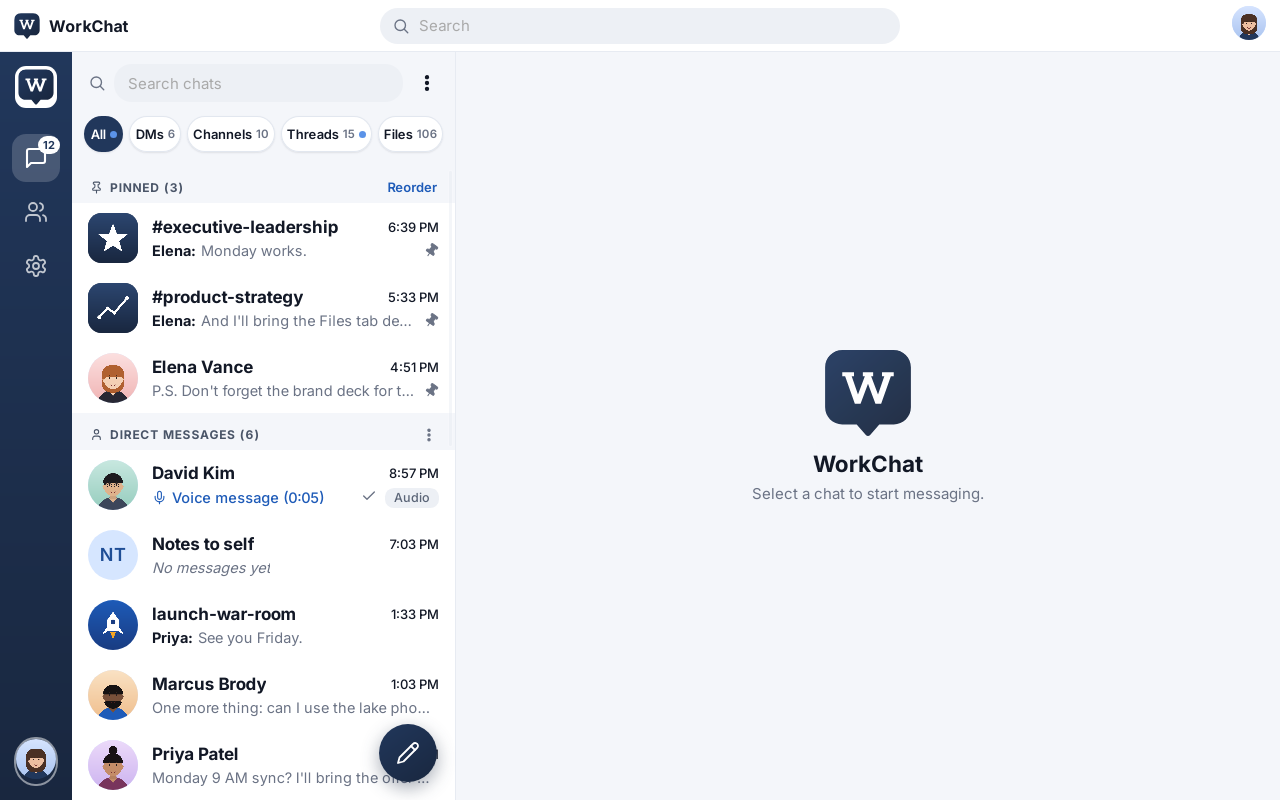 W WorkChat
Search
W
12
Search chats
All
DMs 6
Channels 10
Threads 15
Files 106
PINNED (3)
Reorder
#executive-leadership
6:39 PM
Elena: Monday works.
#product-strategy
5:33 PM
Elena: And I'll bring the Files tab de...
Elena Vance
4:51 PM
P.S. Don't forget the brand deck for t...
DIRECT MESSAGES (6)
David Kim
8:57 PM
Voice message (0:05)
Audio
NT
Notes to self
7:03 PM
No messages yet
launch-war-room
1:33 PM
Priya: See you Friday.
Marcus Brody
1:03 PM
One more thing: can I use the lake pho...
Priya Patel
Monday 9 AM sync? I'll bring the
W
WorkChat
Select a chat to start messaging.